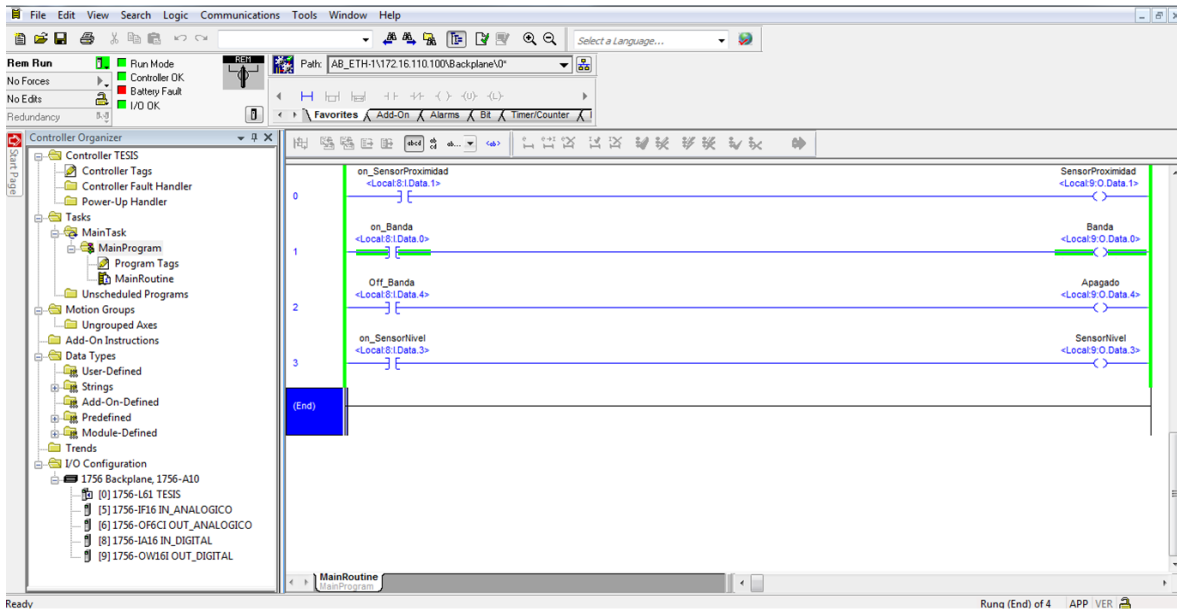 File Edit View Search Logic Communications Tools Window Help
Select a Language...
Rem Run
No Forces
No Edits
Redundancy
Run Mode
Controller OK
Battery Fault
I/O OK
REM
Path: AB_ETH-1\172.16.110.100\Backplane\0*
Favorites Add-On Alarms Bit Timer/Counter
Start Page
Controller Organizer
Controller TESIS
Controller Tags
Controller Fault Handler
Power-Up Handler
Tasks
MainTask
MainProgram
Program Tags
MainRoutine
Unscheduled Programs
Motion Groups
Ungrouped Axes
Add-On Instructions
Data Types
User-Defined
Strings
Add-On-Defined
Predefined
Module-Defined
Trends
I/O Configuration
1756 Backplane, 1756-A10
[0] 1756-L61 TESIS
[5] 1756-IF16 IN_ANALOGICO
[6] 1756-OF6CI OUT_ANALOGICO
[8] 1756-IA16 IN_DIGITAL
[9] 1756-OW16I OUT_DIGITAL
on_SensorProximidad SensorProximidad
<Local:8:I.Data.1> <Local:9:O.Data.1>
0
on_Banda Banda
<Local:8:I.Data.0> <Local:9:O.Data.0>
1
Off_Banda Apagado
<Local:8:I.Data.4> <Local:9:O.Data.4>
2
on_SensorNivel SensorNivel
<Local:8:I.Data.3> <Local:9:O.Data.3>
3
(End)
MainRoutine
MainProgram
Ready Rung (End) of 4 APP VER